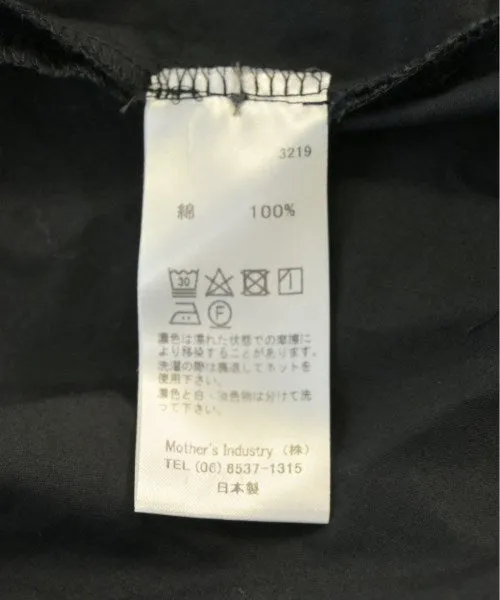 3219
綿 100%
30
F
濃色は濡れた状態での摩擦に
より移染することがあります。
洗濯の際は裏返してネットを
使用下さい。
濃色と白・淡色物は分けて洗
って下さい。
Mother's Industry (株)
TEL (06) 8537-1315
日本製